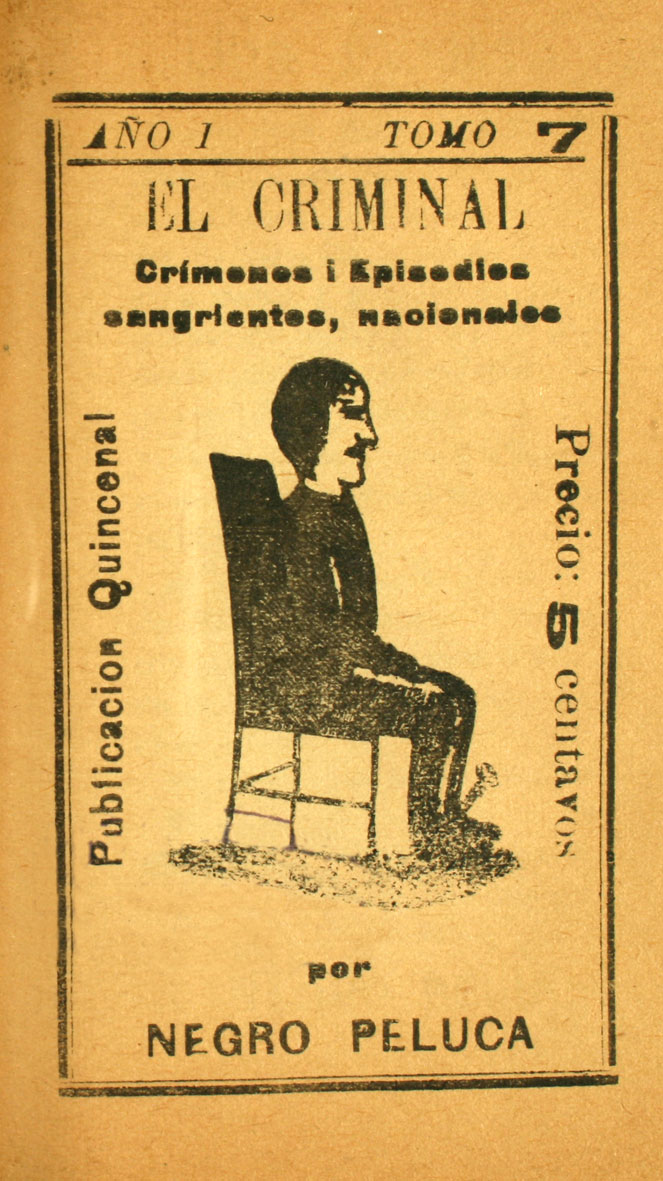 AÑO 1 TOMO 7
EL CRIMINAL
Crímenes i Episodios
sangrientos, nacionales
Publicacion Quincenal
Precio: 5 centavos
por
NEGRO PELUCA